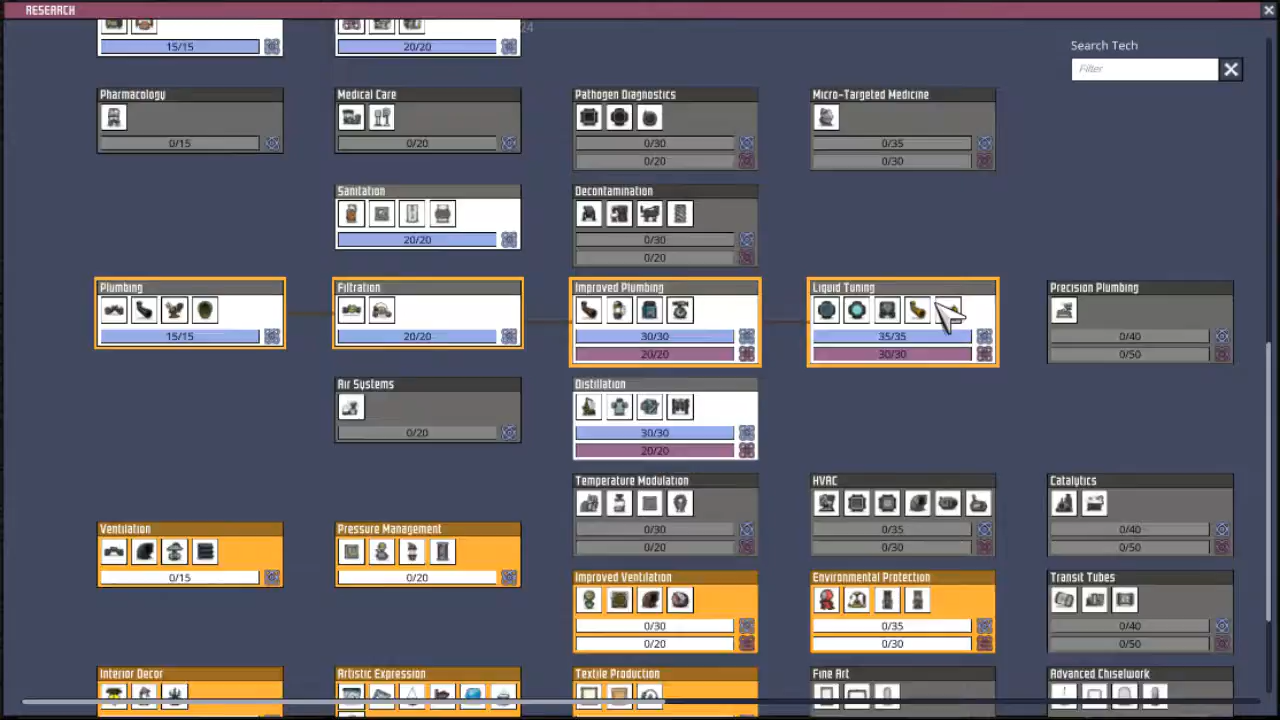 RESEARCH
24
15/15
20/20
Search Tech
Filter
Pharmacology
Medical Care
Pathogen Diagnostics
Micro-Targeted Medicine
0/15
0/20
0/30
0/35
0/20
0/30
Sanitation
Decontamination
20/20
0/30
0/20
Plumbing
Filtration
Improved Plumbing
Liquid Tuning
Precision Plumbing
15/15
20/20
30/30
35/35
0/40
20/20
30/30
0/50
Air Systems
Distillation
0/20
30/30
20/20
Temperature Modulation
HVAC
Catalytics
0/30
0/35
0/40
0/20
0/30
0/50
Ventilation
Pressure Management
0/15
0/20
Improved Ventilation
Environmental Protection
Transit Tubes
0/30
0/35
0/40
0/20
0/30
0/50
Interior Decor
Artistic Expression
Textile Production
Fine Art
Advanced Chiselwork